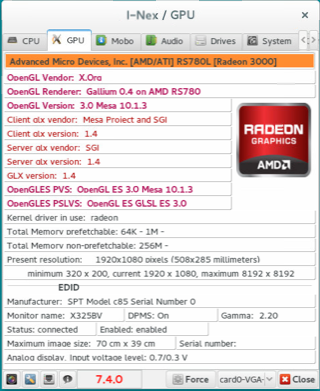 I-Nex / GPU
CPU GPU Mobo Audio Drives System
Advanced Micro Devices, Inc. [AMD/ATI] RS780L [Radeon 3000]
OpenGL Vendor: X.Org
OpenGL Renderer: Gallium 0.4 on AMD RS780
OpenGL Version: 3.0 Mesa 10.1.3
Client glx vendor: Mesa Project and SGI
Client glx version: 1.4
Server glx vendor: SGI
Server glx version: 1.4
GLX version: 1.4
OpenGLES PVS: OpenGL ES 3.0 Mesa 10.1.3
OpenGLES PSLVS: OpenGL ES GLSL ES 3.0
RADEON
GRAPHICS
AMD
Kernel driver in use: radeon
Total Memory prefetchable: 64K - 1M -
Total Memory non-prefetchable: 256M -
Present resolution: 1920x1080 pixels (508x285 millimeters)
minimum 320 x 200, current 1920 x 1080, maximum 8192 x 8192
EDID
Manufacturer: SPT Model c85 Serial Number 0
Monitor name: X325BV DPMS: On Gamma: 2.20
Status: connected Enabled: enabled
Maximum image size: 70 cm x 39 cm Serial number:
Analog display, Input voltage level: 0.7/0.3 V
7.4.0 Force card0-VGA- Close